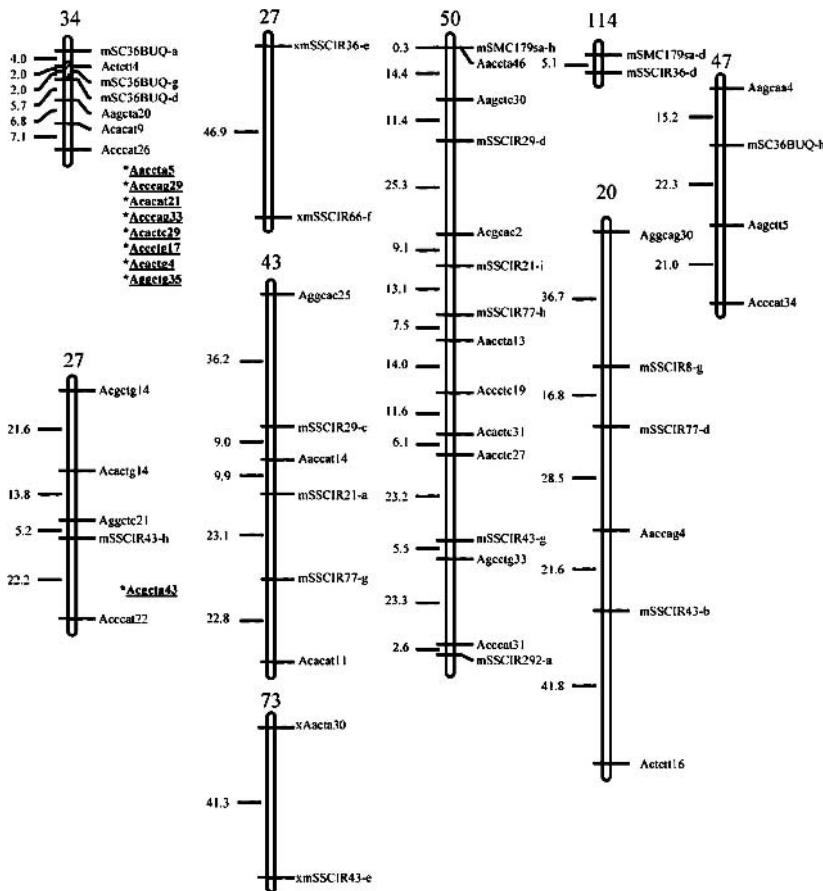 34
4.0
2.0
2.0
5.7
6.8
7.1
mSC36BUQ-a
Actctt4
mSC36BUQ-g
mSC36BUQ-d
Aagcta20
Acacat9
Acccat26
*Aaccta5
*Acccag29
*Acacat21
*Acccag33
*Acactc29
*Accctg17
*Acactg4
*Aggctg35
27
xmSSCIR36-e
46.9
xmSSCIR66-f
50
0.3
14.4
11.4
25.3
9.1
13.1
7.5
14.0
11.6
6.1
23.2
5.5
23.3
2.6
mSMC179sa-h
Aaccta46
Aagctc30
mSSCIR29-d
Acgcac2
mSSCIR21-i
mSSCIR77-h
Aaccta13
Accctc19
Acactc31
Aacctc27
mSSCIR43-g
Agcctg33
Acccat31
mSSCIR292-a
114
5.1
mSMC179sa-d
mSSCIR36-d
47
15.2
22.3
21.0
Aagcaa4
mSC36BUQ-h
Aagctt5
Acccat34
27
21.6
13.8
5.2
22.2
Acgctg14
Acactg14
Aggctc21
mSSCIR43-h
*Acgctg43
Acccat22
43
36.2
9.0
9.9
23.1
22.8
Aggcac25
mSSCIR29-c
Aaccat14
mSSCIR21-a
mSSCIR77-g
Acacat11
20
36.7
16.8
28.5
21.6
41.8
Aggcag30
mSSCIR8-g
mSSCIR77-d
Aaccag4
mSSCIR43-b
Actctt16
73
xAacta30
41.3
xmSSCIR43-e